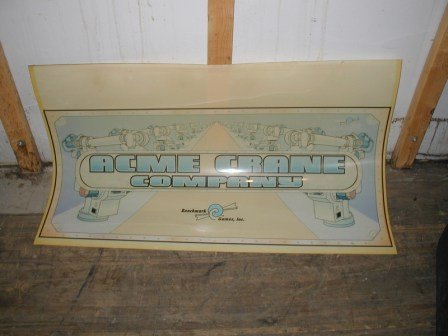 ACME CRANE
COMPANY
Benchmark
Games, Inc.